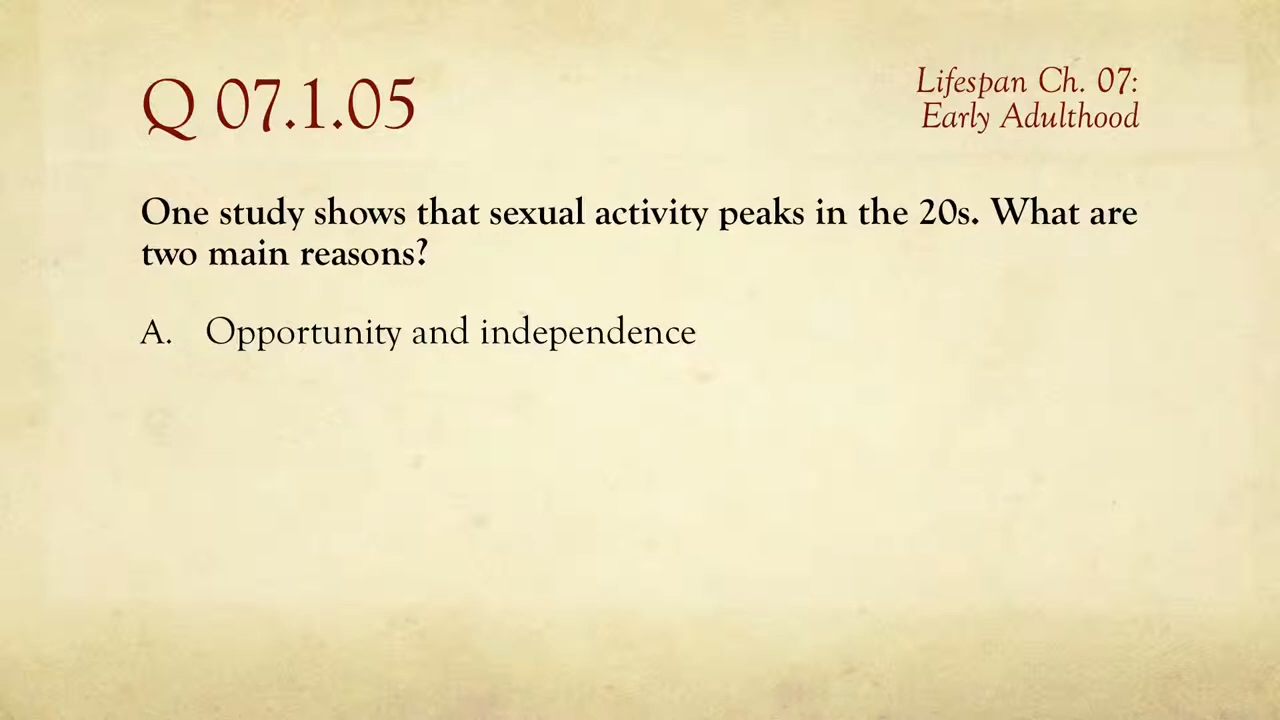 Q 07.1.05
Lifespan Ch. 07:
Early Adulthood
One study shows that sexual activity peaks in the 20s. What are
two main reasons?
A. Opportunity and independence